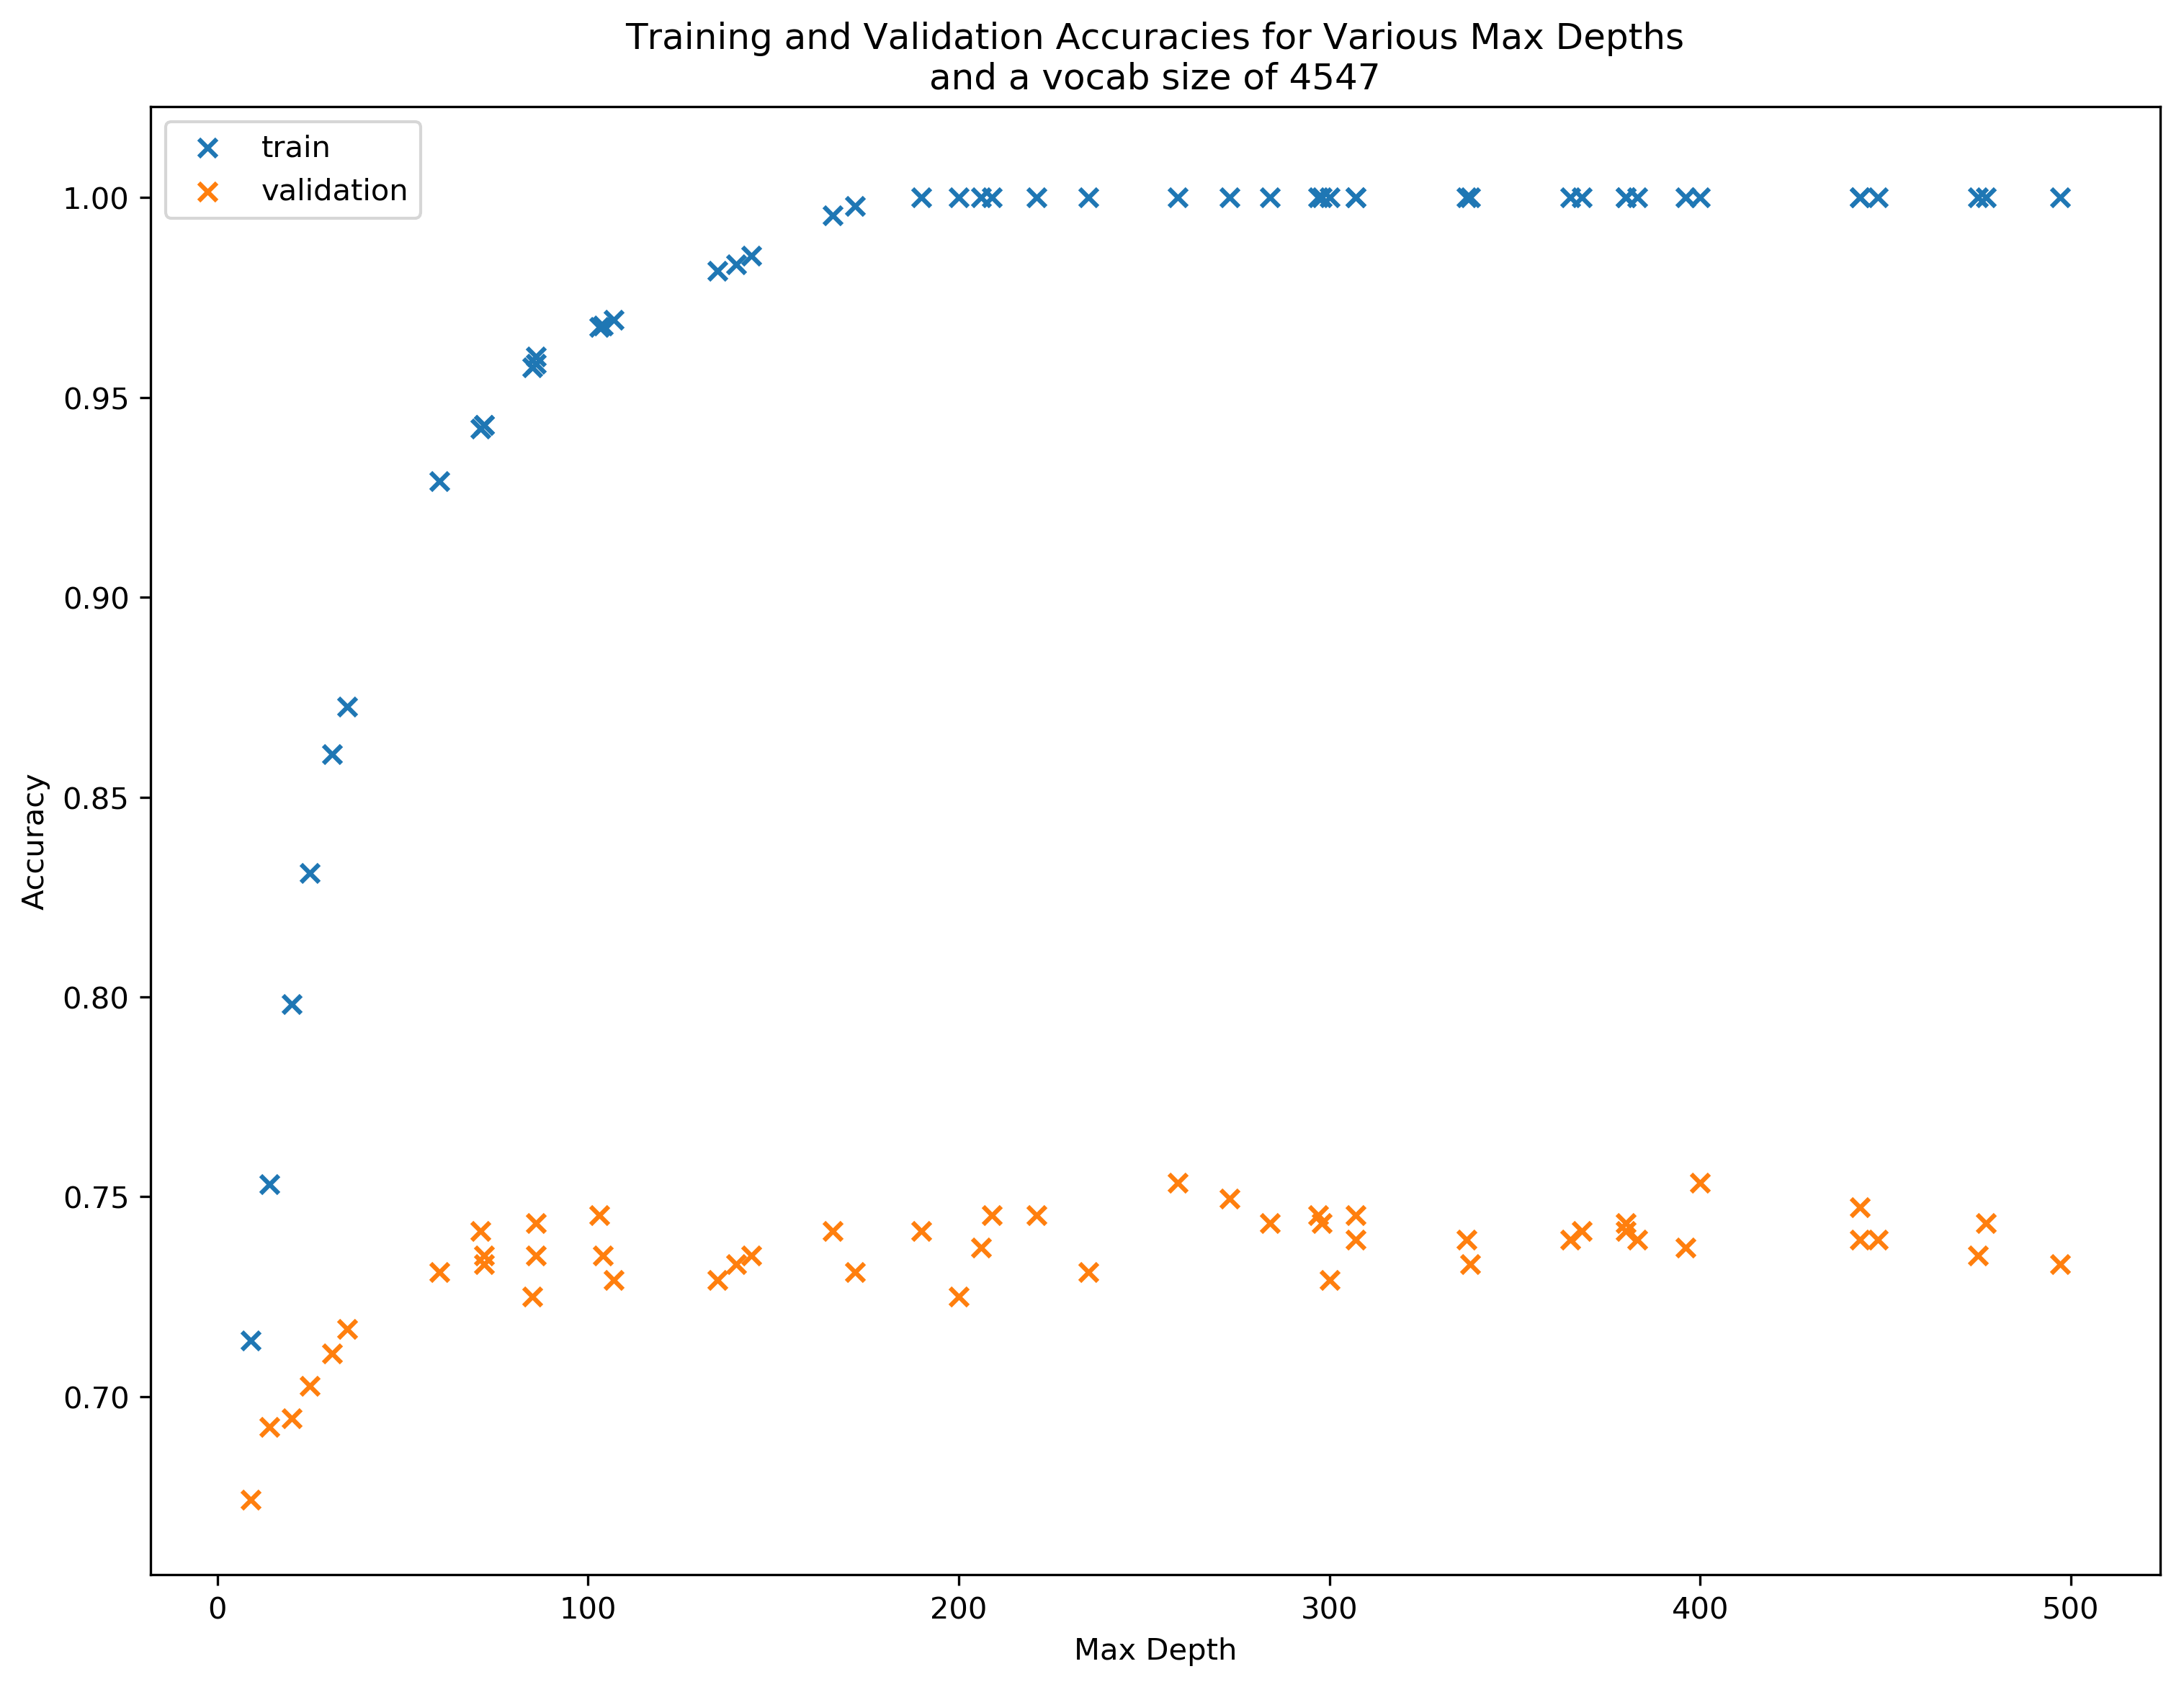 Training and Validation Accuracies for Various Max Depths
and a vocab size of 4547
train
validation
1.00
0.95
0.90
0.85
0.80
0.75
0.70
Accuracy
0 100 200 300 400 500
Max Depth